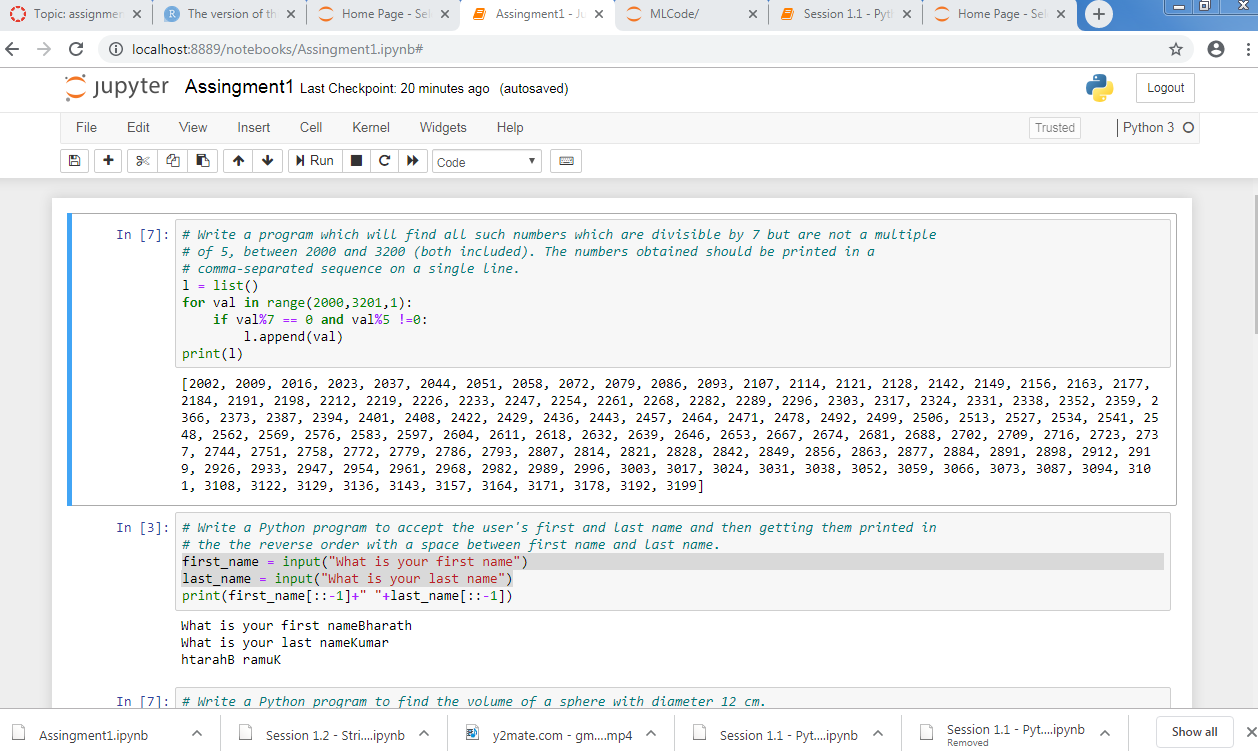 Topic: assignmer
The version of th
Home Page - Sel
Assingment1 - Ju
MLCode/
Session 1.1 - Pyth
Home Page - Sel
localhost:8889/notebooks/Assingment1.ipynb#
jupyter Assingment1 Last Checkpoint: 20 minutes ago (autosaved)
Logout
File Edit View Insert Cell Kernel Widgets Help
Trusted
Python 3
Run
Code
In [7]:
# Write a program which will find all such numbers which are divisible by 7 but are not a multiple
# of 5, between 2000 and 3200 (both included). The numbers obtained should be printed in a
# comma-separated sequence on a single line.
l = list()
for val in range(2000,3201,1):
    if val%7 == 0 and val%5 !=0:
        l.append(val)
print(l)
[2002, 2009, 2016, 2023, 2037, 2044, 2051, 2058, 2072, 2079, 2086, 2093, 2107, 2114, 2121, 2128, 2142, 2149, 2156, 2163, 2177,
2184, 2191, 2198, 2212, 2219, 2226, 2233, 2247, 2254, 2261, 2268, 2282, 2289, 2296, 2303, 2317, 2324, 2331, 2338, 2352, 2359, 2
366, 2373, 2387, 2394, 2401, 2408, 2422, 2429, 2436, 2443, 2457, 2464, 2471, 2478, 2492, 2499, 2506, 2513, 2527, 2534, 2541, 25
48, 2562, 2569, 2576, 2583, 2597, 2604, 2611, 2618, 2632, 2639, 2646, 2653, 2667, 2674, 2681, 2688, 2702, 2709, 2716, 2723, 273
7, 2744, 2751, 2758, 2772, 2779, 2786, 2793, 2807, 2814, 2821, 2828, 2842, 2849, 2856, 2863, 2877, 2884, 2891, 2898, 2912, 291
9, 2926, 2933, 2947, 2954, 2961, 2968, 2982, 2989, 2996, 3003, 3017, 3024, 3031, 3038, 3052, 3059, 3066, 3073, 3087, 3094, 310
1, 3108, 3122, 3129, 3136, 3143, 3157, 3164, 3171, 3178, 3192, 3199]
In [3]:
# Write a Python program to accept the user's first and last name and then getting them printed in
# the the reverse order with a space between first name and last name.
first_name = input("What is your first name")
last_name = input("What is your last name")
print(first_name[::-1]+" "+last_name[::-1])
What is your first nameBharath
What is your last nameKumar
htarahB ramuK
In [7]:
# Write a Python program to find the volume of a sphere with diameter 12 cm.
Assingment1.ipynb
Session 1.2 - Stri....ipynb
y2mate.com - gm....mp4
Session 1.1 - Pyt....ipynb
Session 1.1 - Pyt....ipynb
Removed
Show all